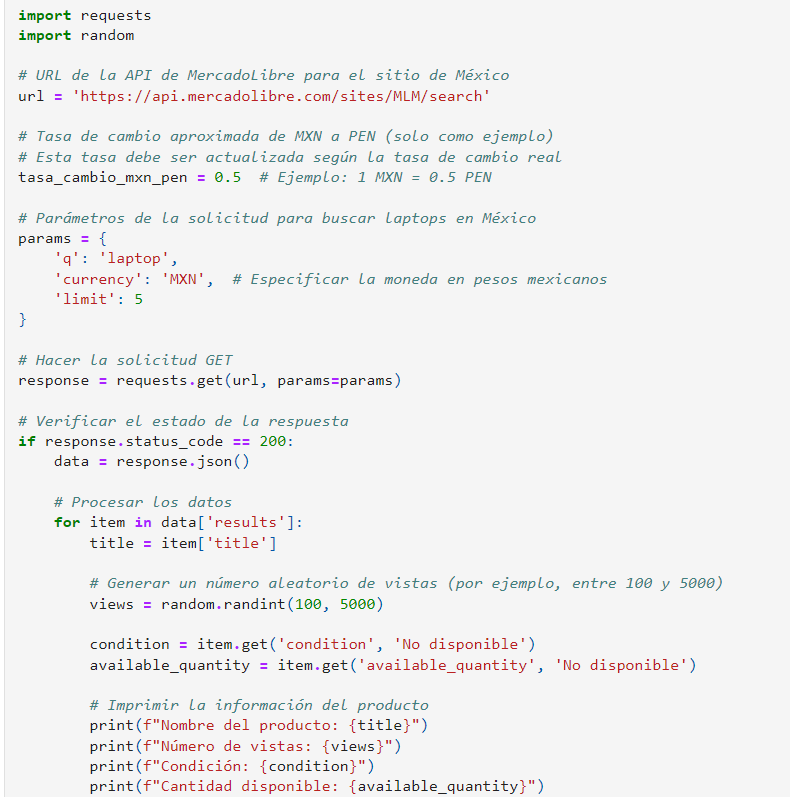 import requests
import random
# URL de la API de MercadoLibre para el sitio de México
url = 'https://api.mercadolibre.com/sites/MLM/search'
# Tasa de cambio aproximada de MXN a PEN (solo como ejemplo)
# Esta tasa debe ser actualizada según la tasa de cambio real
tasa_cambio_mxn_pen = 0.5  # Ejemplo: 1 MXN = 0.5 PEN
# Parámetros de la solicitud para buscar laptops en México
params = {
    'q': 'laptop',
    'currency': 'MXN',  # Especificar la moneda en pesos mexicanos
    'limit': 5
}
# Hacer la solicitud GET
response = requests.get(url, params=params)
# Verificar el estado de la respuesta
if response.status_code == 200:
    data = response.json()
    # Procesar los datos
    for item in data['results']:
        title = item['title']
        # Generar un número aleatorio de vistas (por ejemplo, entre 100 y 5000)
        views = random.randint(100, 5000)
        condition = item.get('condition', 'No disponible')
        available_quantity = item.get('available_quantity', 'No disponible')
        # Imprimir la información del producto
        print(f"Nombre del producto: {title}")
        print(f"Número de vistas: {views}")
        print(f"Condición: {condition}")
        print(f"Cantidad disponible: {available_quantity}")